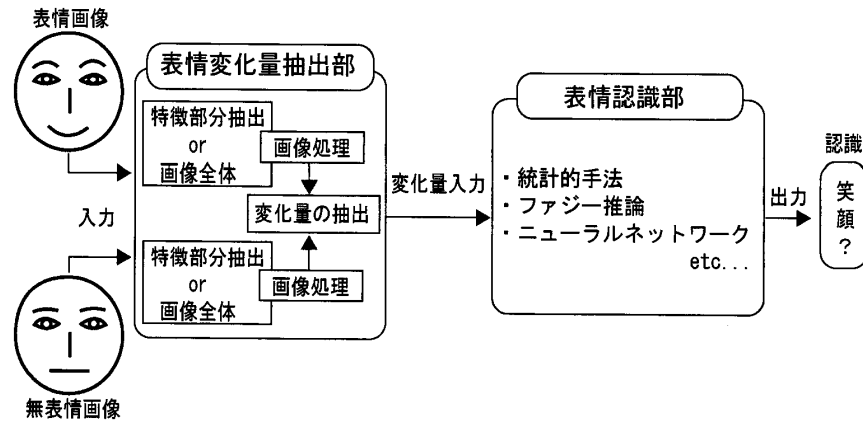 表情画像
表情変化量抽出部
特徴部分抽出
or
画像全体
画像処理
変化量の抽出
特徴部分抽出
or
画像全体
画像処理
入力
無表情画像
変化量入力
表情認識部
・統計的手法
・ファジー推論
・ニューラルネットワーク
etc...
出力
認識
笑顔？